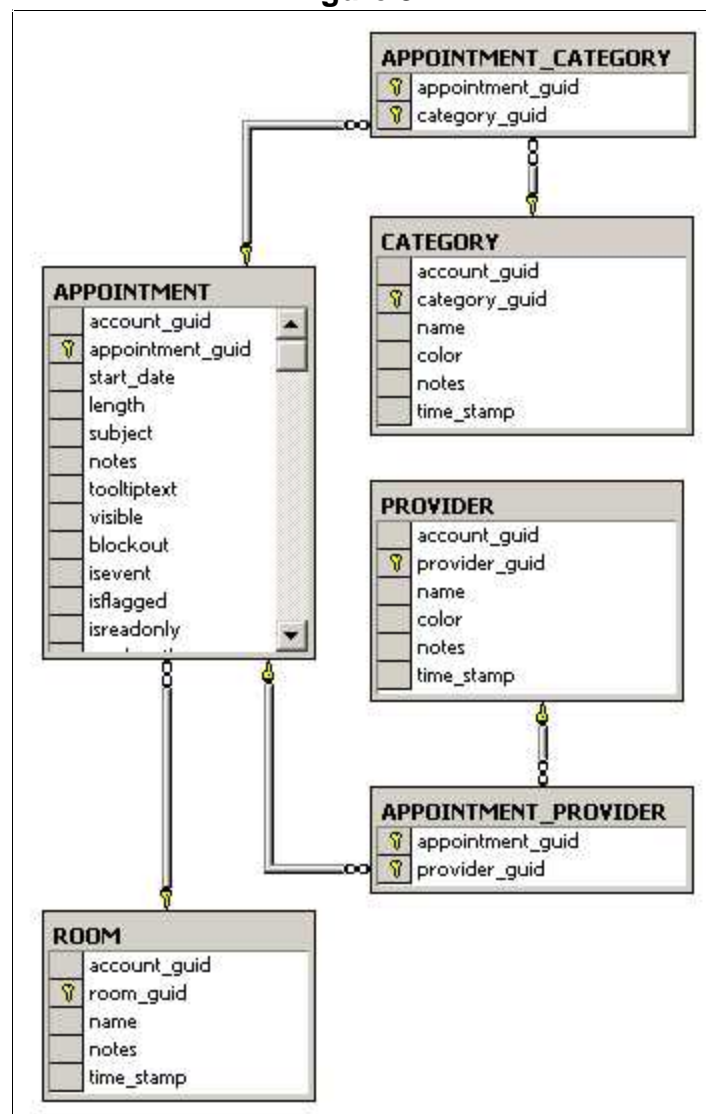 APPOINTMENT_CATEGORY
appointment_guid
category_guid
CATEGORY
account_guid
category_guid
name
color
notes
time_stamp
APPOINTMENT
account_guid
appointment_guid
start_date
length
subject
notes
tooltiptext
visible
blockout
isevent
isflagged
isreadonly
PROVIDER
account_guid
provider_guid
name
color
notes
time_stamp
APPOINTMENT_PROVIDER
appointment_guid
provider_guid
ROOM
account_guid
room_guid
name
notes
time_stamp